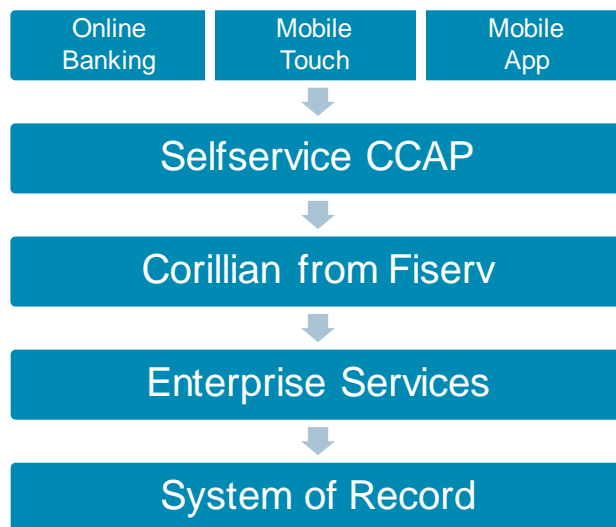 Online
Banking
Mobile
Touch
Mobile
App
Selfservice CCAP
Corillian from Fiserv
Enterprise Services
System of Record